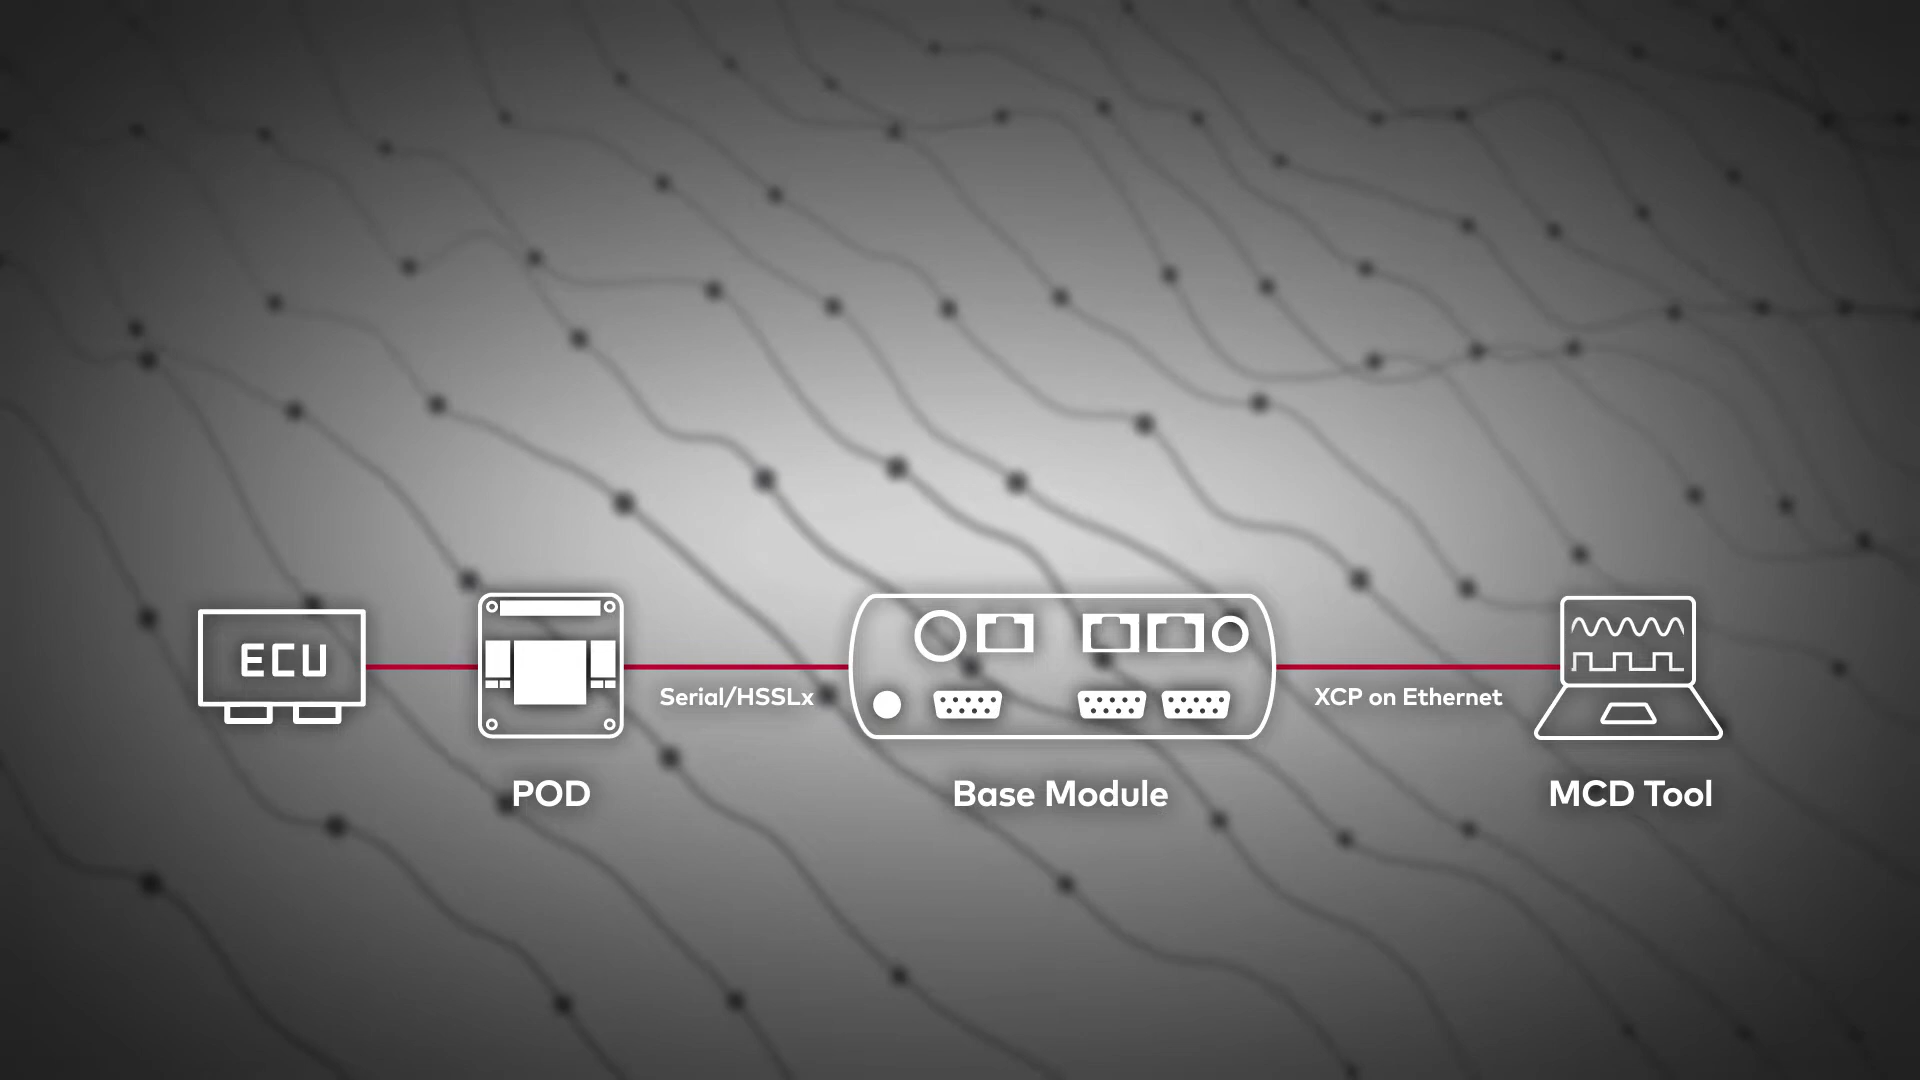 ECU
Serial/HSSLx
XCP on Ethernet
POD
Base Module
MCD Tool